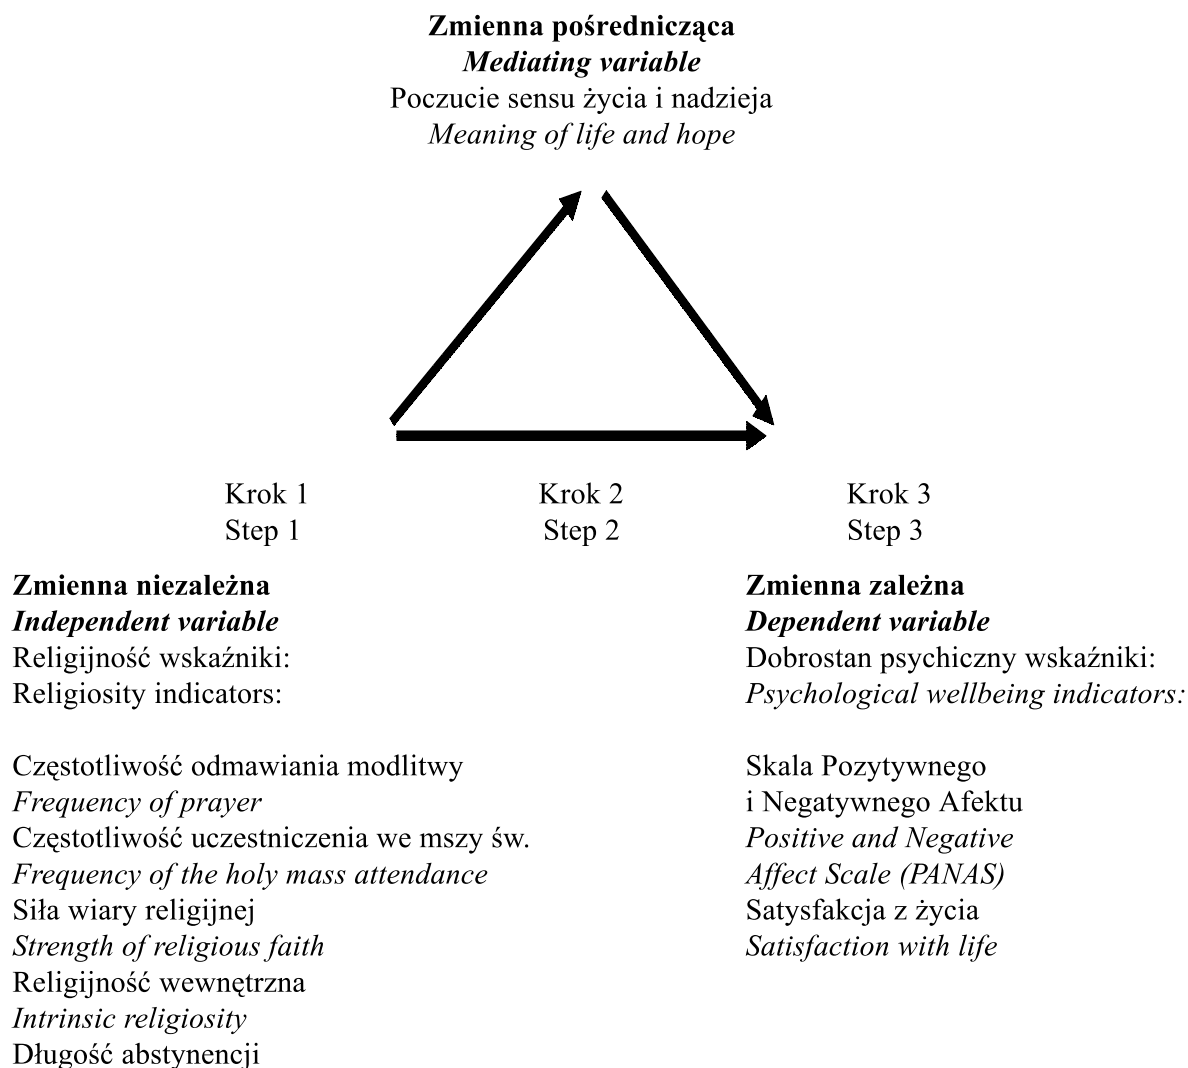 Zmienna pośrednicząca
Mediating variable
Poczucie sensu życia i nadzieja
Meaning of life and hope
Krok 1
Step 1
Krok 2
Step 2
Krok 3
Step 3
Zmienna niezależna
Independent variable
Religijność wskaźniki:
Religiosity indicators:
Częstotliwość odmawiania modlitwy
Frequency of prayer
Częstotliwość uczestniczenia we mszy św.
Frequency of the holy mass attendance
Siła wiary religijnej
Strength of religious faith
Religijność wewnętrzna
Intrinsic religiosity
Długość abstynencji
Zmienna zależna
Dependent variable
Dobrostan psychiczny wskaźniki:
Psychological wellbeing indicators:
Skala Pozytywnego
i Negatywnego Afektu
Positive and Negative
Affect Scale (PANAS)
Satysfakcja z życia
Satisfaction with life